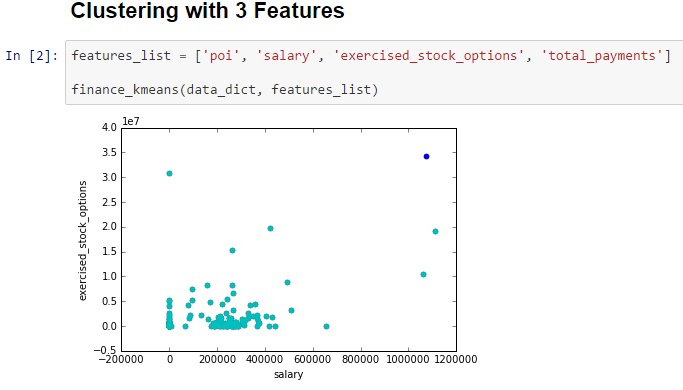 Clustering with 3 Features
In [2]: features_list = ['poi', 'salary', 'exercised_stock_options', 'total_payments']
finance_kmeans(data_dict, features_list)
1e7
4.0
3.5
3.0
2.5
2.0
1.5
1.0
0.5
0.0
−0.5
exercised_stock_options
−200000 0 200000 400000 600000 800000 1000000 1200000
salary